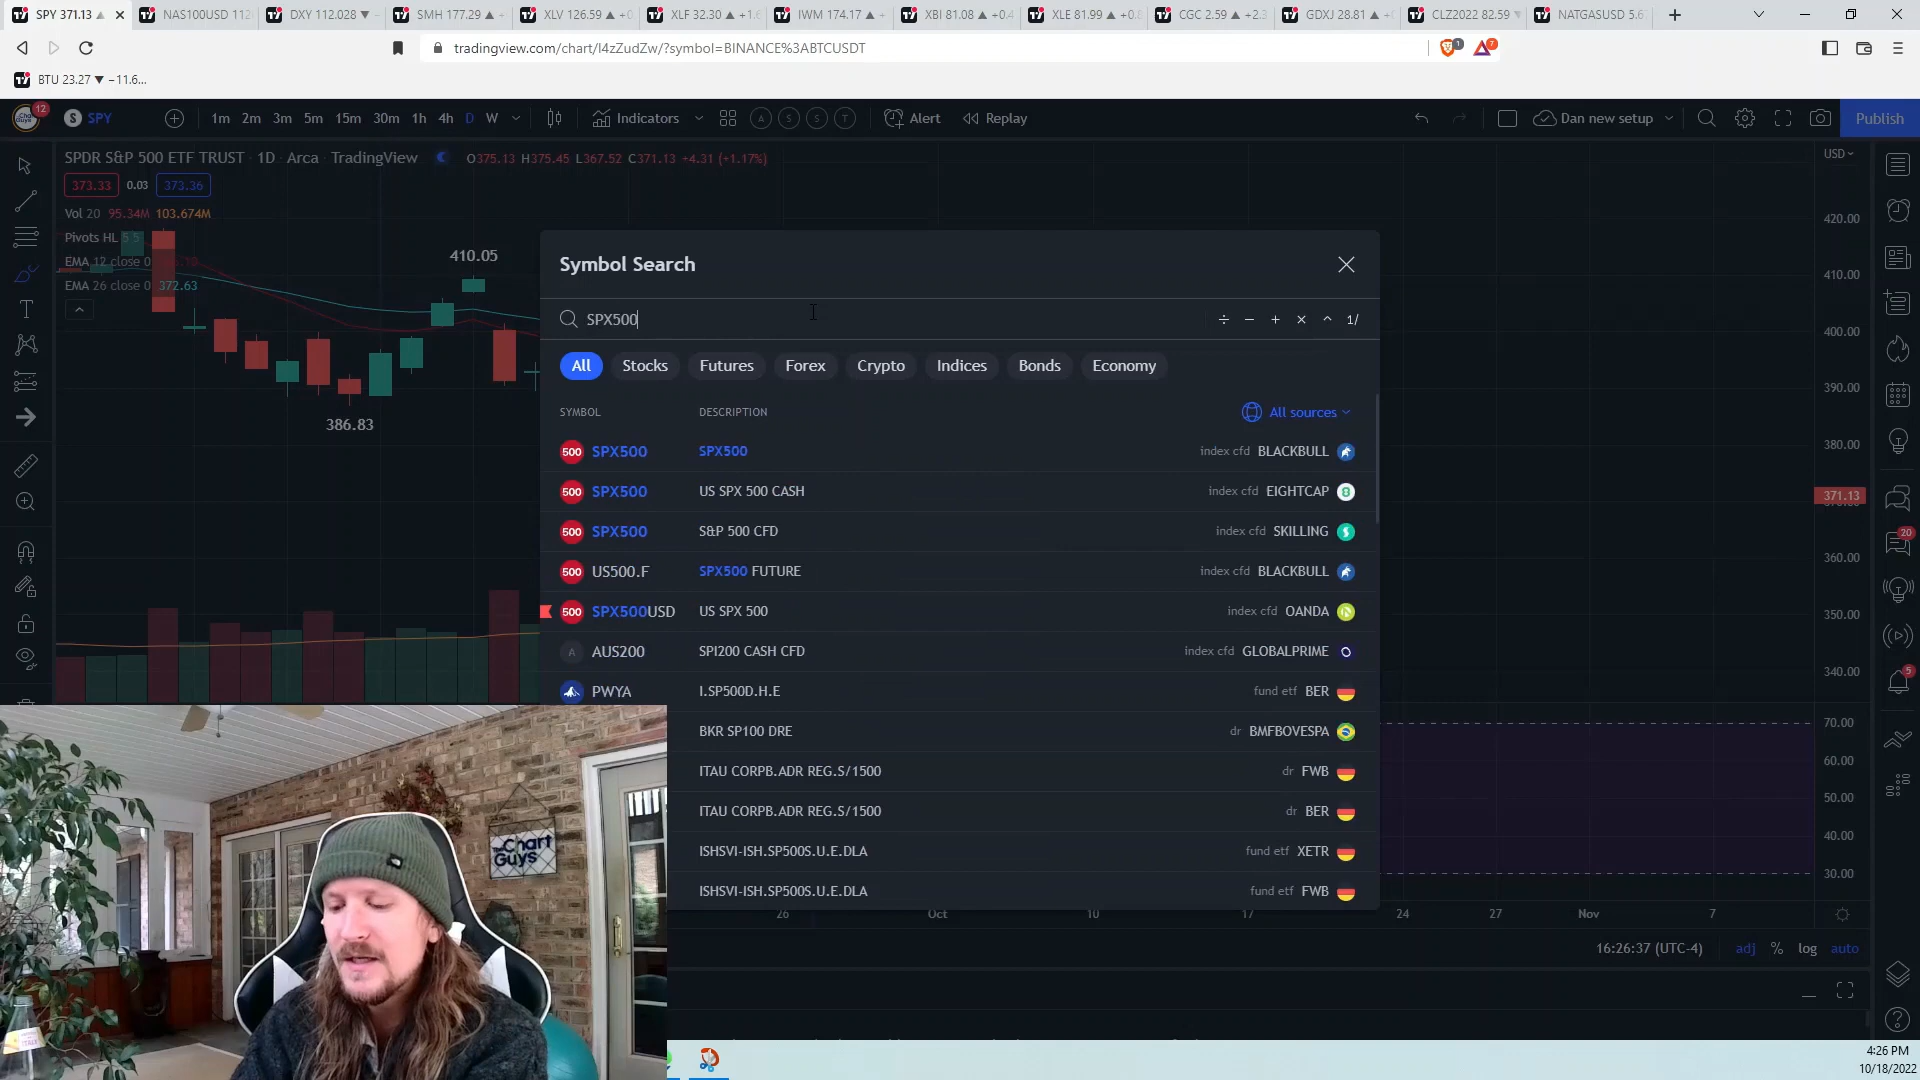 SPY 371.13
NAS100USD 112
DXY 112.028
SMH 177.29
XLV 126.59
XLF 32.30
IWM 174.17
XBI 81.08
XLE 81.99
CGC 2.59
GDXJ 28.81
CLZ2022 82.59
NATGASUSD 5.6
tradingview.com/chart/I4zZudZw/?symbol=BINANCE%3ABTCUSDT
BTU 23.27 ▼ −11.6...
12
SPY
1m 2m 3m 5m 15m 30m 1h 4h D W
Indicators
A S S T
Alert
Replay
Dan new setup
Publish
SPDR S&P 500 ETF TRUST · 1D · Arca · TradingView
O375.13 H375.45 L367.52 C371.13 +4.31 (+1.17%)
USD
373.33 0.03 373.36
Vol 20 95.34M 103.674M
Pivots HL 5 5
EMA 12 close 0
EMA 26 close 0 372.63
410.05
386.83
Symbol Search
SPX500
÷ − + × ^ 1/
All Stocks Futures Forex Crypto Indices Bonds Economy
SYMBOL DESCRIPTION All sources
500 SPX500 SPX500 index cfd BLACKBULL
500 SPX500 US SPX 500 CASH index cfd EIGHTCAP
500 SPX500 S&P 500 CFD index cfd SKILLING
500 US500.F SPX500 FUTURE index cfd BLACKBULL
500 SPX500USD US SPX 500 index cfd OANDA
A AUS200 SPI200 CASH CFD index cfd GLOBALPRIME
PWYA I.SP500D.H.E fund etf BER
BKR SP100 DRE dr BMFBOVESPA
ITAU CORPB.ADR REG.S/1500 dr FWB
ITAU CORPB.ADR REG.S/1500 dr BER
ISHSVI-ISH.SP500S.U.E.DLA fund etf XETR
ISHSVI-ISH.SP500S.U.E.DLA fund etf FWB
420.00
410.00
400.00
390.00
380.00
371.13
360.00
350.00
340.00
70.00
60.00
50.00
40.00
30.00
20
5
26 Oct 10 17 24 27 Nov 7
16:26:37 (UTC-4) adj % log auto
The Chart
Guys
4:26 PM
10/18/2022